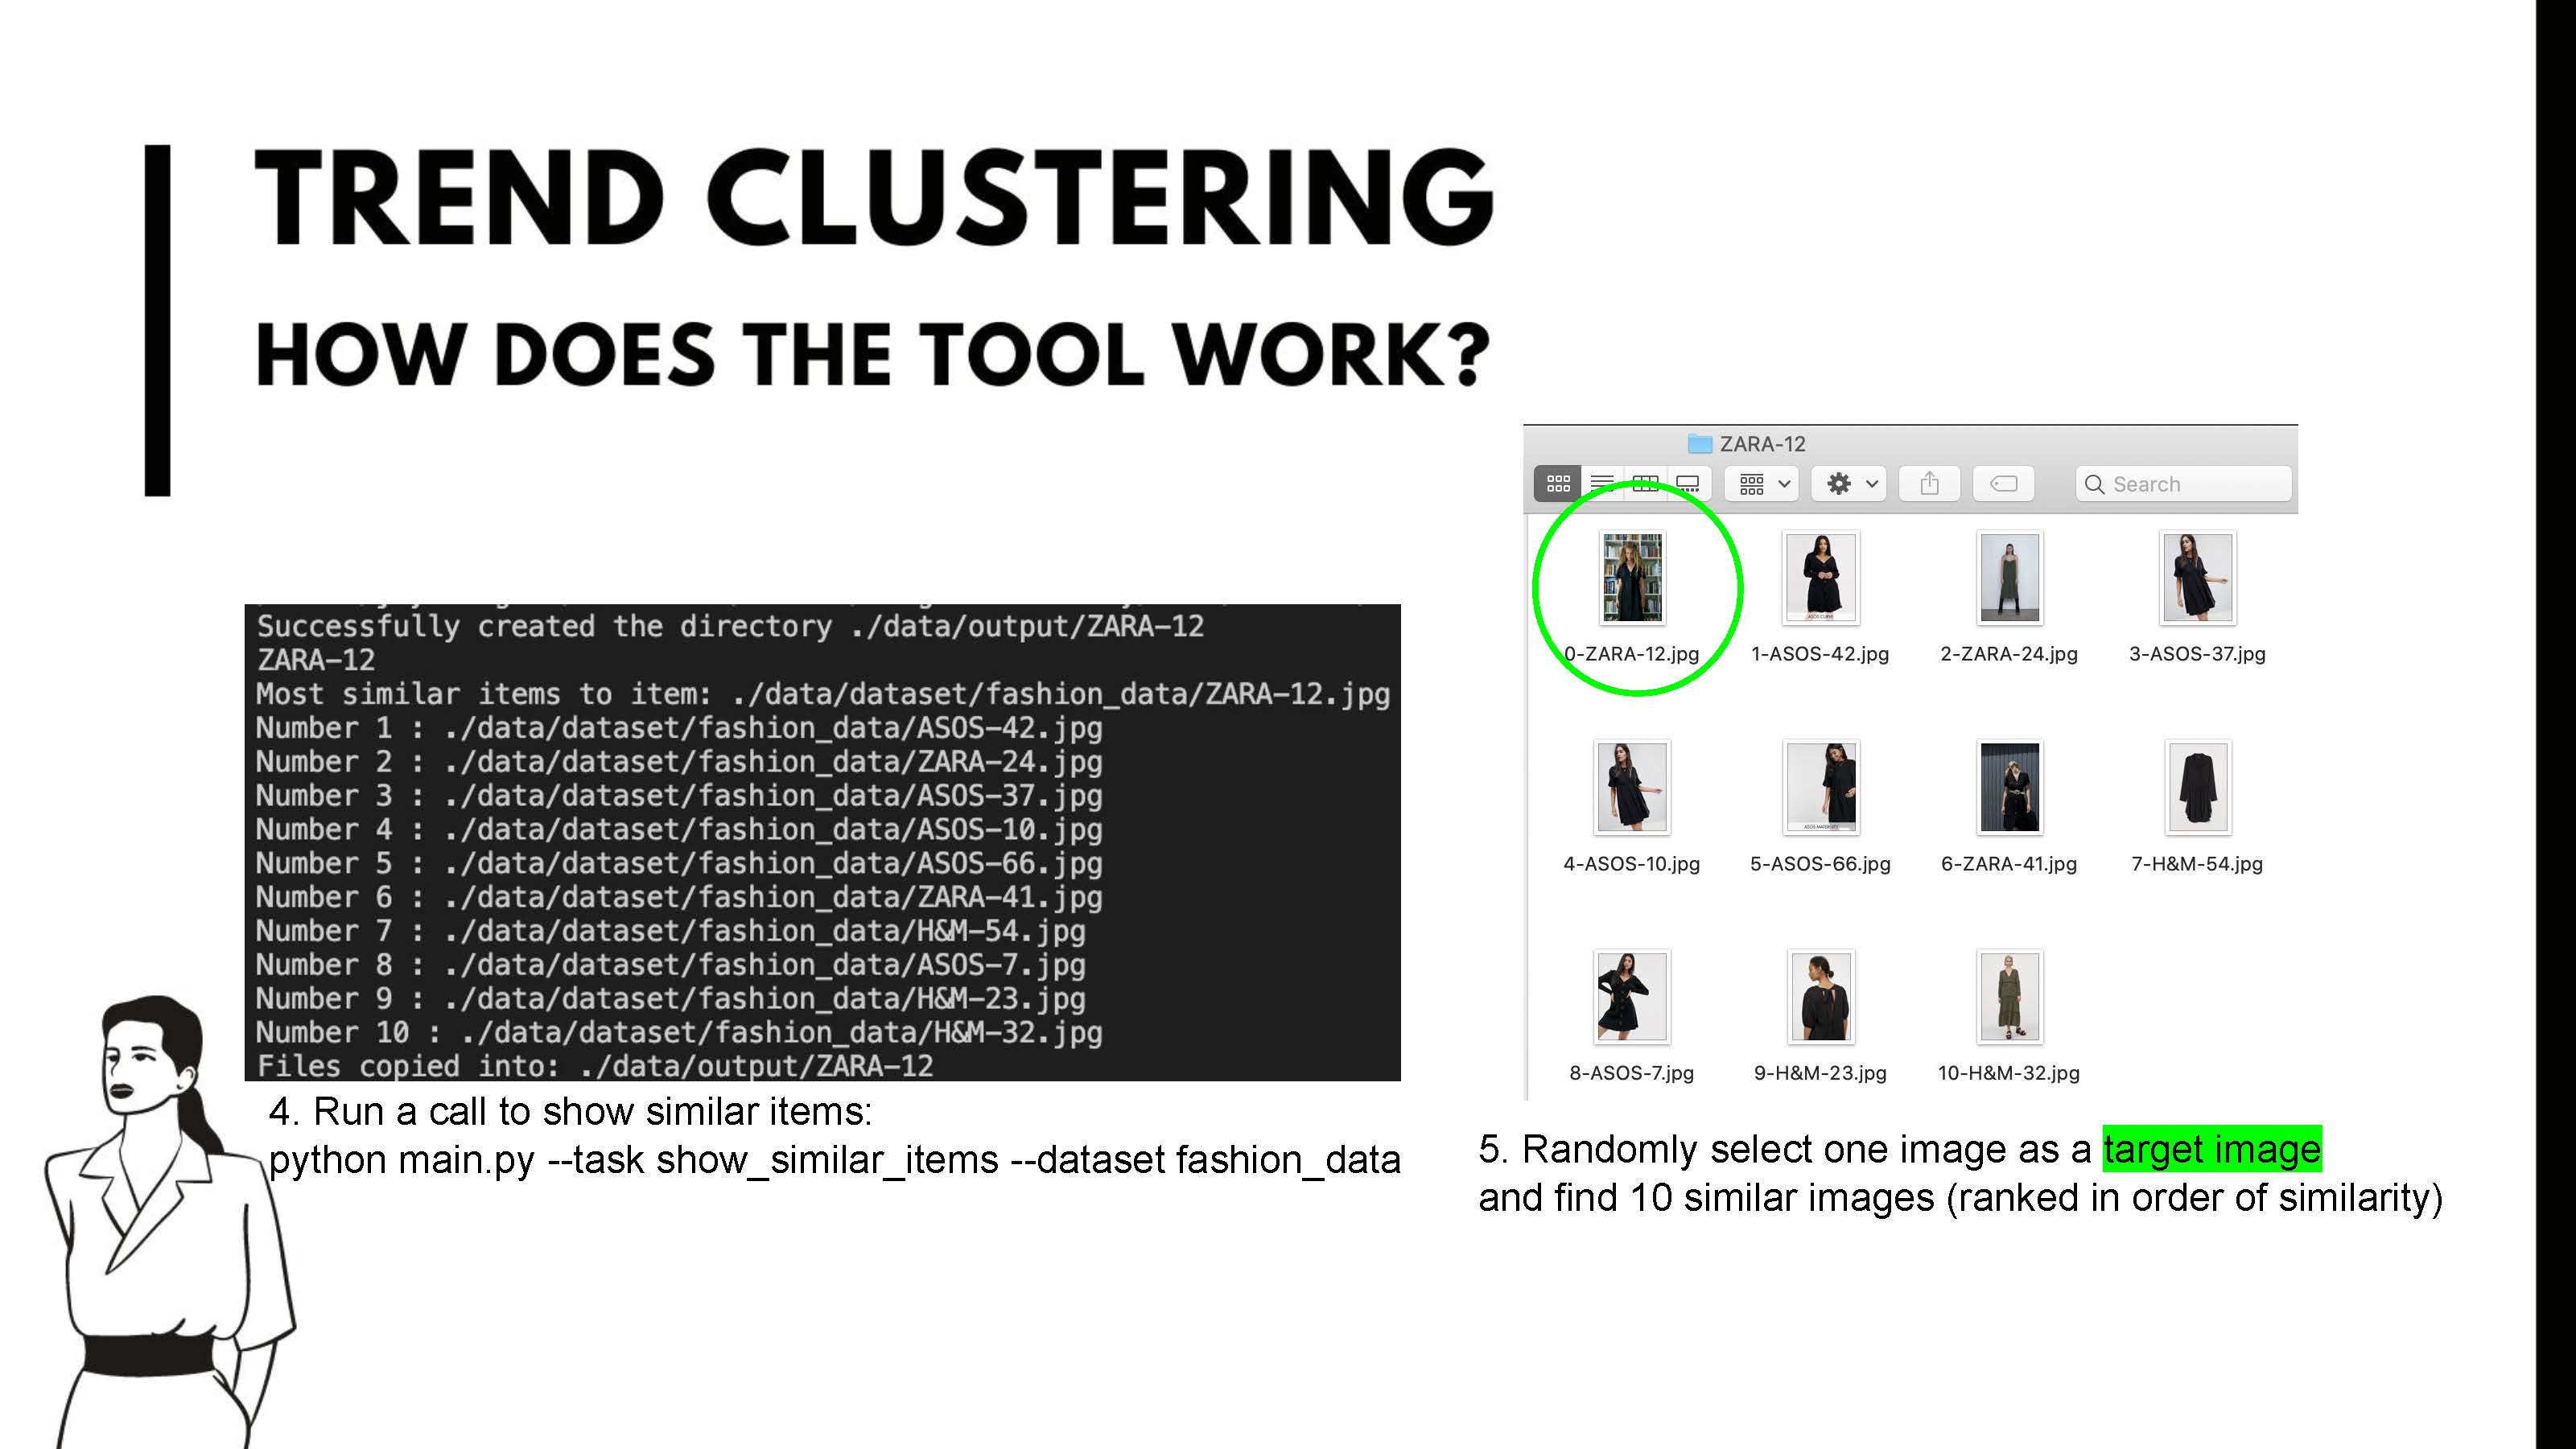 TREND CLUSTERING
HOW DOES THE TOOL WORK?
Successfully created the directory ./data/output/ZARA-12
ZARA-12
Most similar items to item: ./data/dataset/fashion_data/ZARA-12.jpg
Number 1 : ./data/dataset/fashion_data/ASOS-42.jpg
Number 2 : ./data/dataset/fashion_data/ZARA-24.jpg
Number 3 : ./data/dataset/fashion_data/ASOS-37.jpg
Number 4 : ./data/dataset/fashion_data/ASOS-10.jpg
Number 5 : ./data/dataset/fashion_data/ASOS-66.jpg
Number 6 : ./data/dataset/fashion_data/ZARA-41.jpg
Number 7 : ./data/dataset/fashion_data/H&M-54.jpg
Number 8 : ./data/dataset/fashion_data/ASOS-7.jpg
Number 9 : ./data/dataset/fashion_data/H&M-23.jpg
Number 10 : ./data/dataset/fashion_data/H&M-32.jpg
Files copied into: ./data/output/ZARA-12
4. Run a call to show similar items:
python main.py --task show_similar_items --dataset fashion_data
ZARA-12
Search
ASOS CURVE
0-ZARA-12.jpg 1-ASOS-42.jpg 2-ZARA-24.jpg 3-ASOS-37.jpg
4-ASOS-10.jpg 5-ASOS-66.jpg 6-ZARA-41.jpg 7-H&M-54.jpg
8-ASOS-7.jpg 9-H&M-23.jpg 10-H&M-32.jpg
5. Randomly select one image as a target image
and find 10 similar images (ranked in order of similarity)